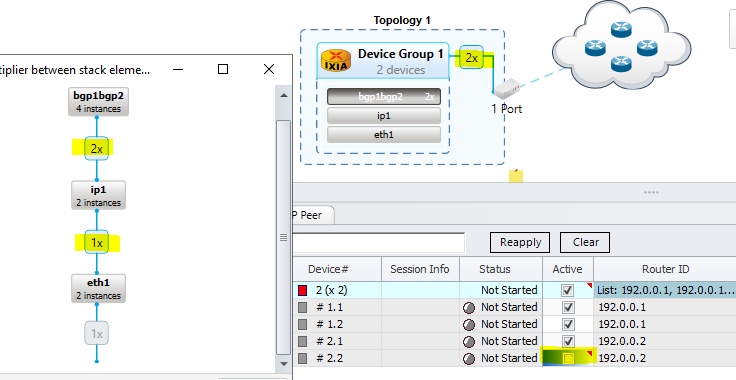 Topology 1
tiplier between stack eleme...
bgp1bgp2
4 instances
2x
ip1
2 instances
1x
eth1
2 instances
1x
IXIA
Device Group 1
2 devices
2x
bgp1bgp2 2x
ip1
eth1
1 Port
P Peer
Reapply Clear
Device# Session Info Status Active Router ID
2 (x 2) Not Started List: 192.0.0.1, 192.0.0.1...
# 1.1 Not Started 192.0.0.1
# 1.2 Not Started 192.0.0.1
# 2.1 Not Started 192.0.0.2
# 2.2 Not Started 192.0.0.2